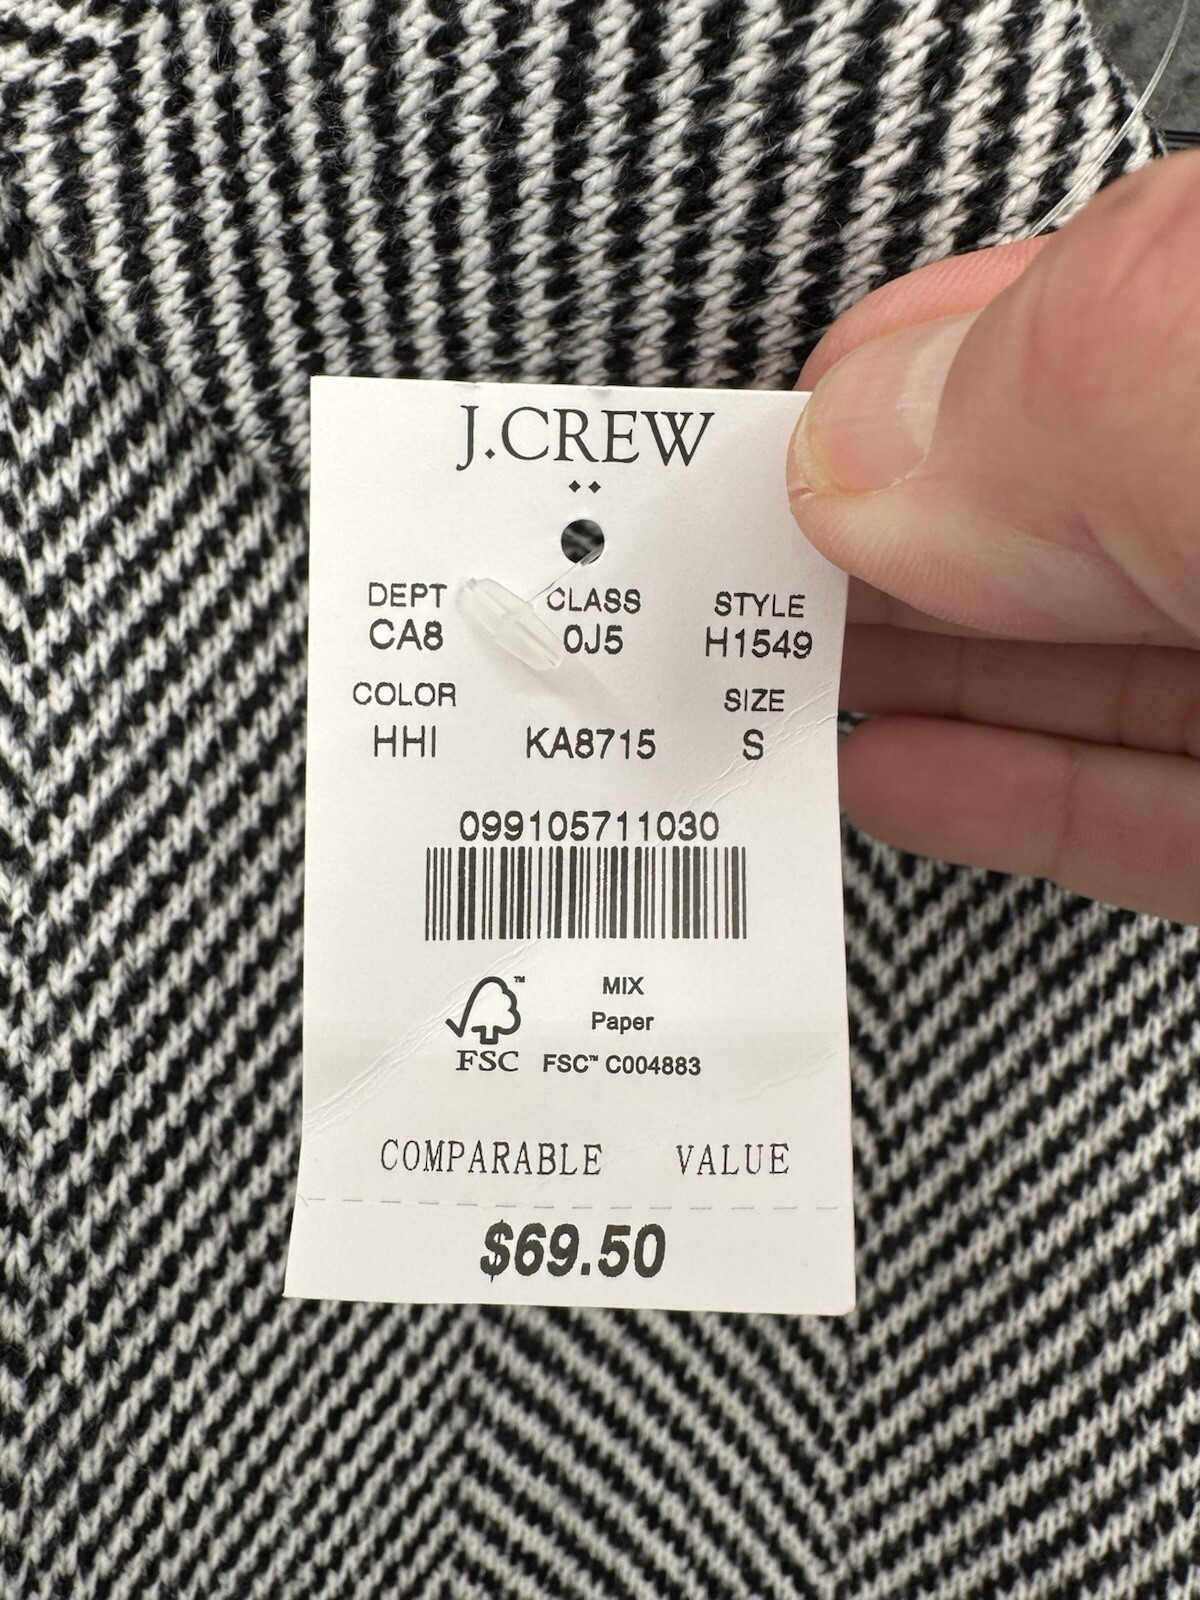 J.CREW
DEPT CLASS STYLE
CA8 0J5 H1549
COLOR SIZE
HHI KA8715 S
099105711030
MIX
Paper
FSC™ C004883
™
FSC
COMPARABLE VALUE
$69.50